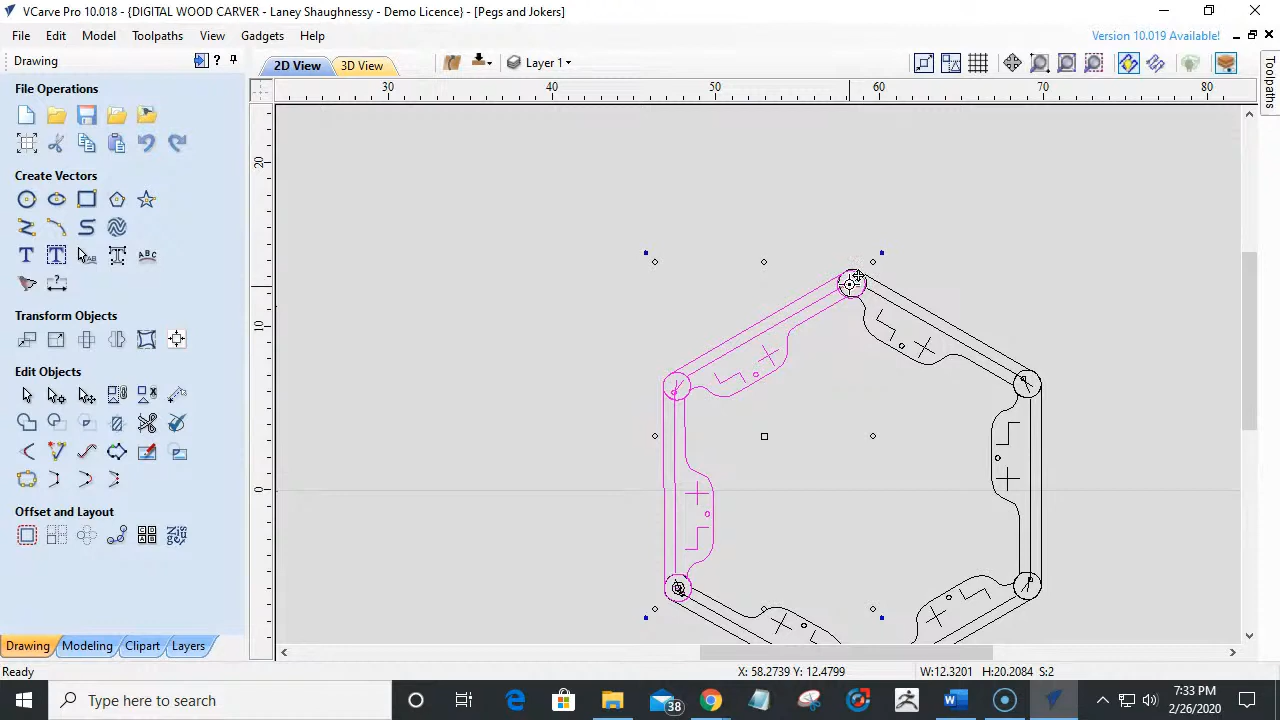 VCarve Pro 10.018 - {DIGITAL WOOD CARVER - Laney Shaughnessy - Demo Licence} - [Pegs and Jokers]
File Edit Model Toolpaths View Gadgets Help
Version 10.019 Available!
Drawing
2D View 3D View
Layer 1
Toolpaths
File Operations
30 50 60 70 80
20
10
0
Create Vectors
Transform Objects
Edit Objects
Offset and Layout
Drawing Modeling Clipart Layers
Ready
X: 58.2739 Y: 12.4799
W:12.3201 H:20.2084 S:2
Type here to search
38
7:33 PM
2/26/2020